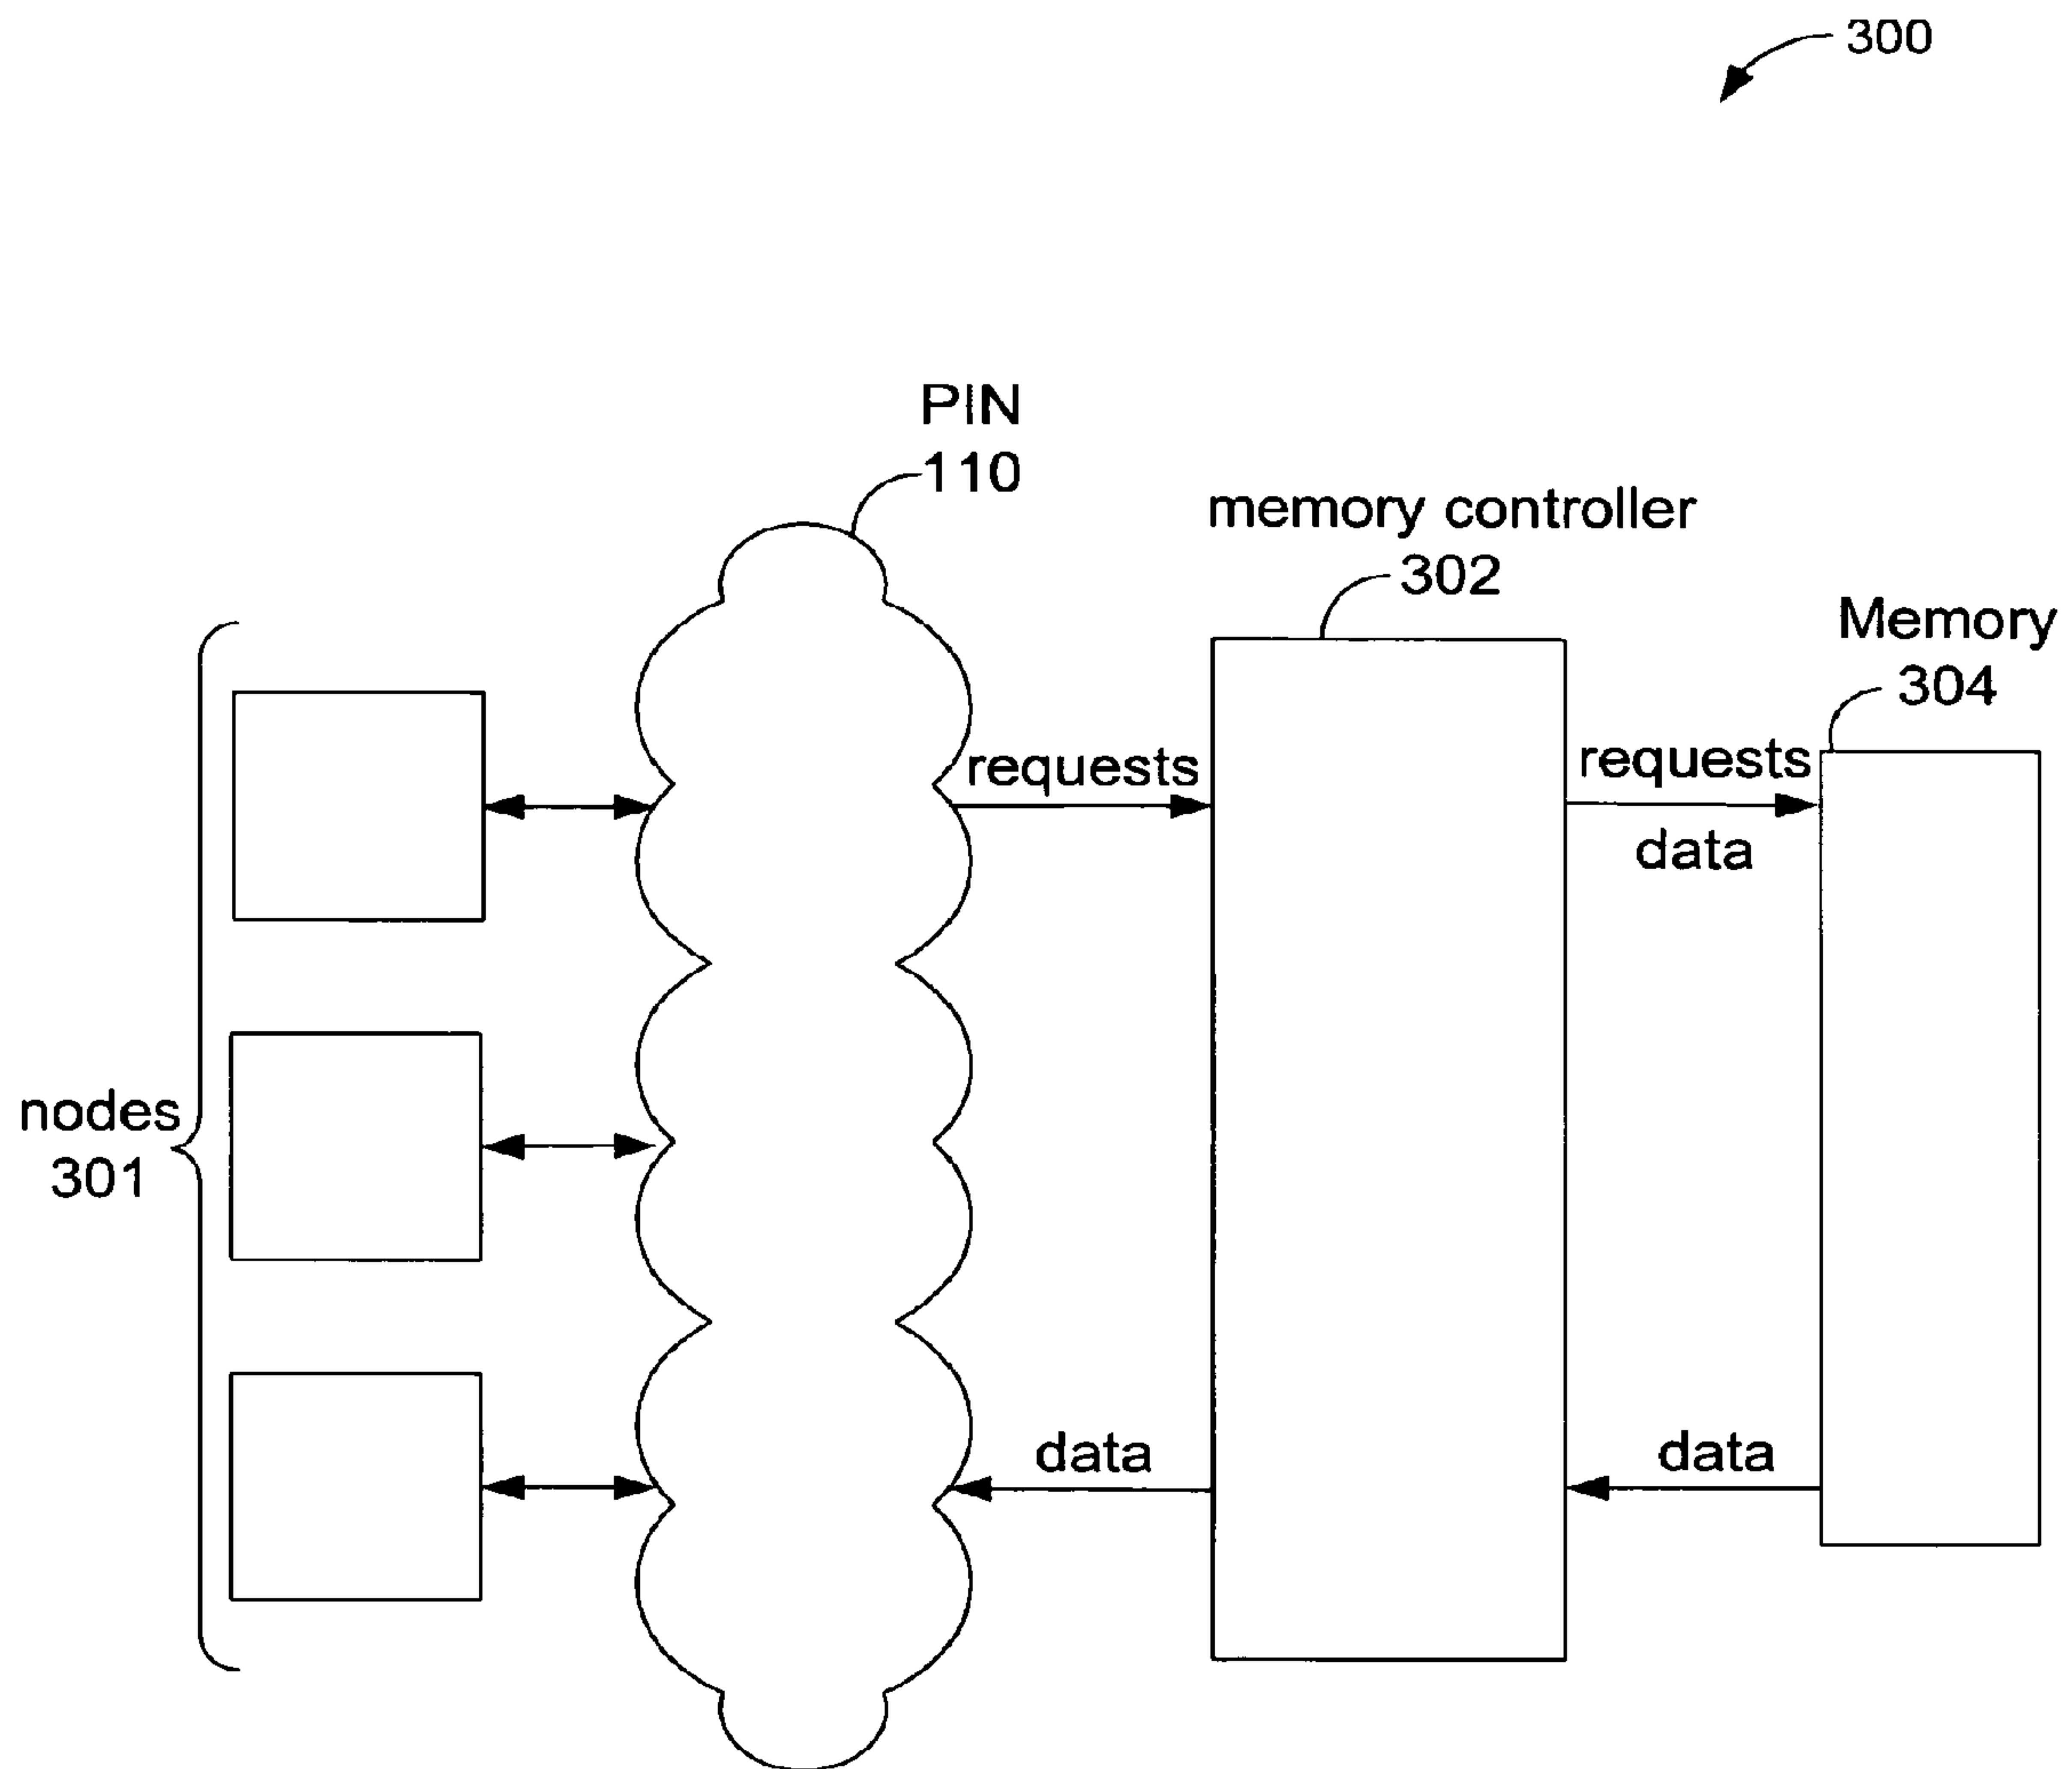 300
PIN
110
memory controller
302
Memory
304
requests
requests
data
nodes
301
data
data